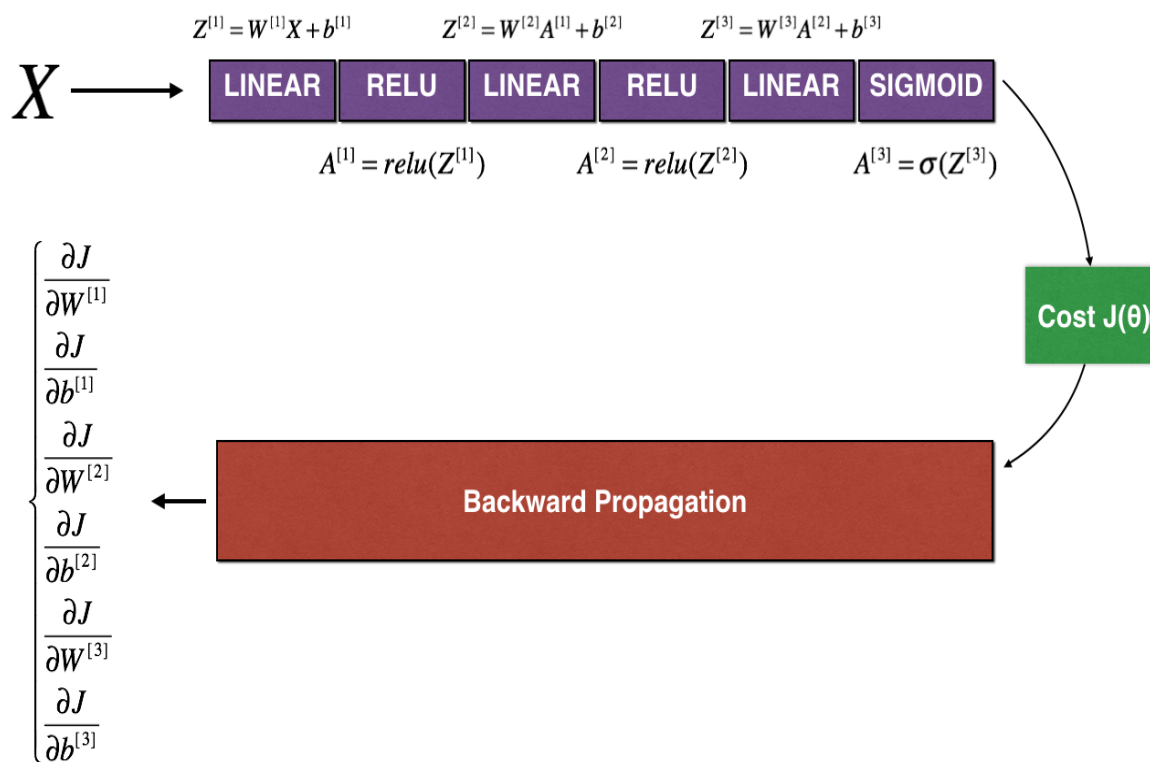 Z^[1] = W^[1]X + b^[1] Z^[2] = W^[2]A^[1] + b^[2] Z^[3] = W^[3]A^[2] + b^[3]
X LINEAR RELU LINEAR RELU LINEAR SIGMOID
A^[1] = relu(Z^[1]) A^[2] = relu(Z^[2]) A^[3] = σ(Z^[3])
Cost J(θ)
Backward Propagation
∂J
∂W^[1]
∂J
∂b^[1]
∂J
∂W^[2]
∂J
∂b^[2]
∂J
∂W^[3]
∂J
∂b^[3]